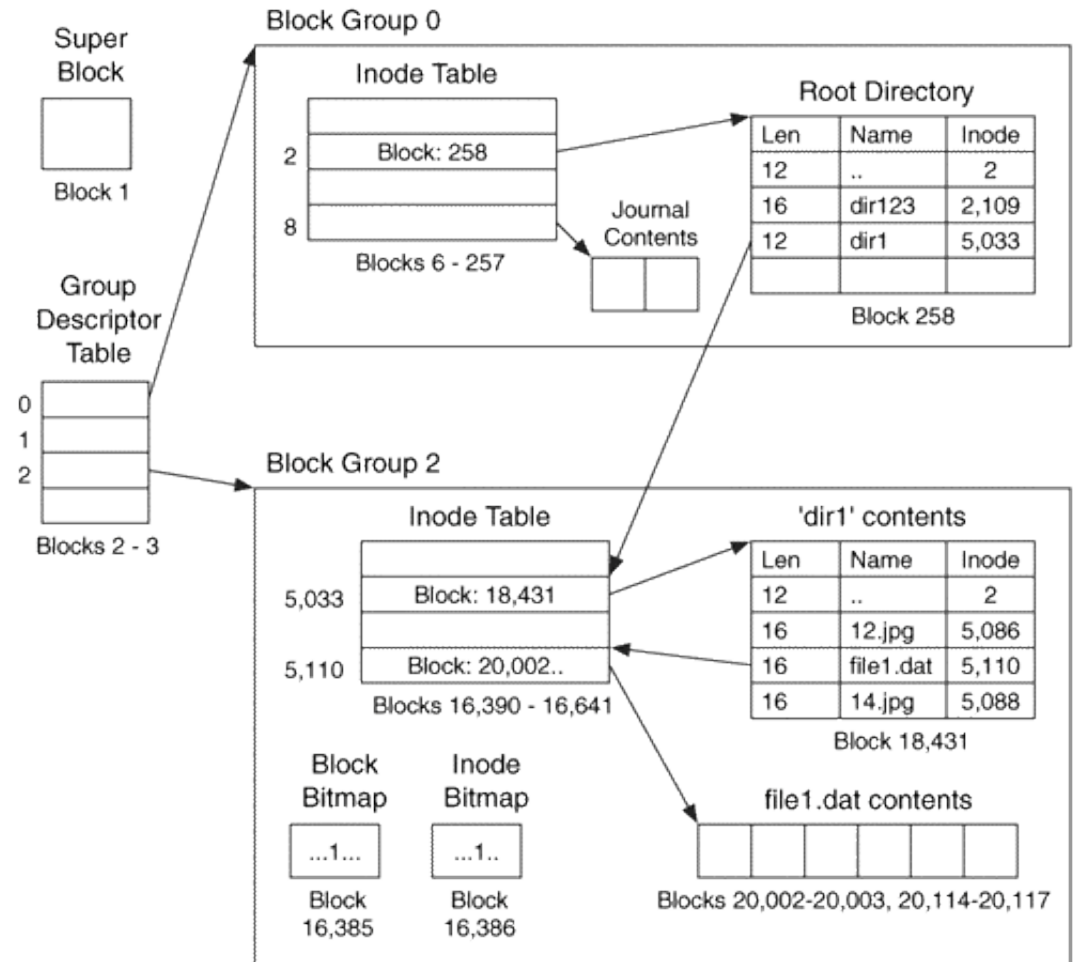 Block Group 0
Super
Block
Block 1
Inode Table
2 Block: 258
8
Blocks 6 - 257
Journal
Contents
Root Directory
Len Name Inode
12 .. 2
16 dir123 2,109
12 dir1 5,033
Block 258
Group
Descriptor
Table
0
1
2
Blocks 2 - 3
Block Group 2
Inode Table
5,033 Block: 18,431
5,110 Block: 20,002..
Blocks 16,390 - 16,641
'dir1' contents
Len Name Inode
12 .. 2
16 12.jpg 5,086
16 file1.dat 5,110
16 14.jpg 5,088
Block 18,431
Block
Bitmap
...1...
Block
16,385
Inode
Bitmap
...1..
Block
16,386
file1.dat contents
Blocks 20,002-20,003, 20,114-20,117